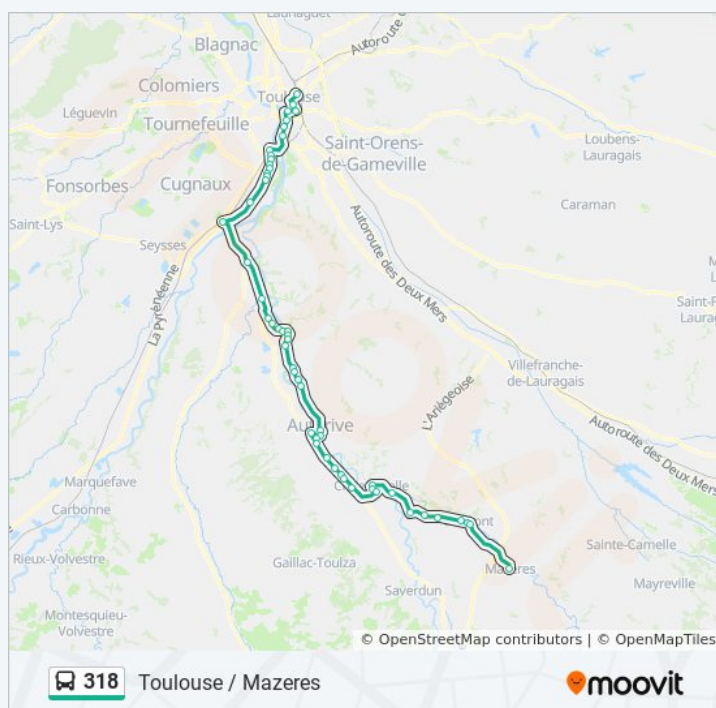 Launaguet
Blagnac
Autoroute des
Colomiers
Toulouse
Léguevin
Tournefeuille
Saint-Orens-
de-Gameville
Loubens-
Lauragais
Fonsorbes
Cugnaux
Caraman
Saint-Lys
Seysses
Autoroute des Deux Mers
La Pyrénéenne
Villefranche-
de-Lauragais
L'Ariégeoise
Autoroute des Deux Mers
Marquefave
Carbonne
Rieux-Volvestre
Gaillac-Toulza
Sainte-Camelle
Mazères
Saverdun
Mayreville
Montesquieu-
Volvestre
© OpenStreetMap contributors | © OpenMapTiles
318 Toulouse / Mazeres
moovit